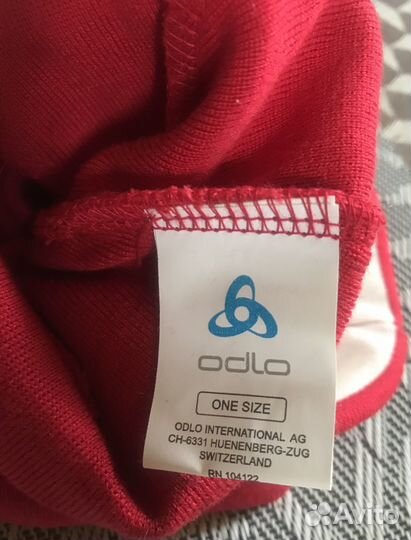 odlo
ONE SIZE
ODLO INTERNATIONAL AG
CH-6331 HUENENBERG-ZUG
SWITZERLAND
RN 104122
Avito